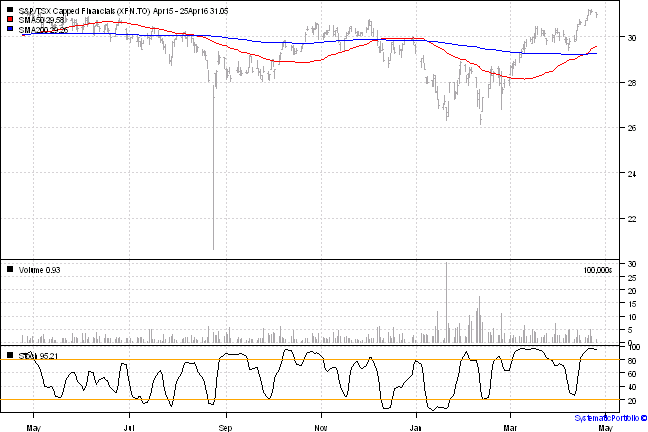 S&P/TSX Capped Financials (XFN.TO) Apr15 - 25Apr16 31.05
SMA50 29.58
SMA200 29.26
30
28
26
24
22
Volume 0.93
100,000s
30
25
20
15
10
5
0
Stoch 95.21
100
80
60
40
20
May Jul Sep Nov Jan Mar May
SystematicPortfolio ©